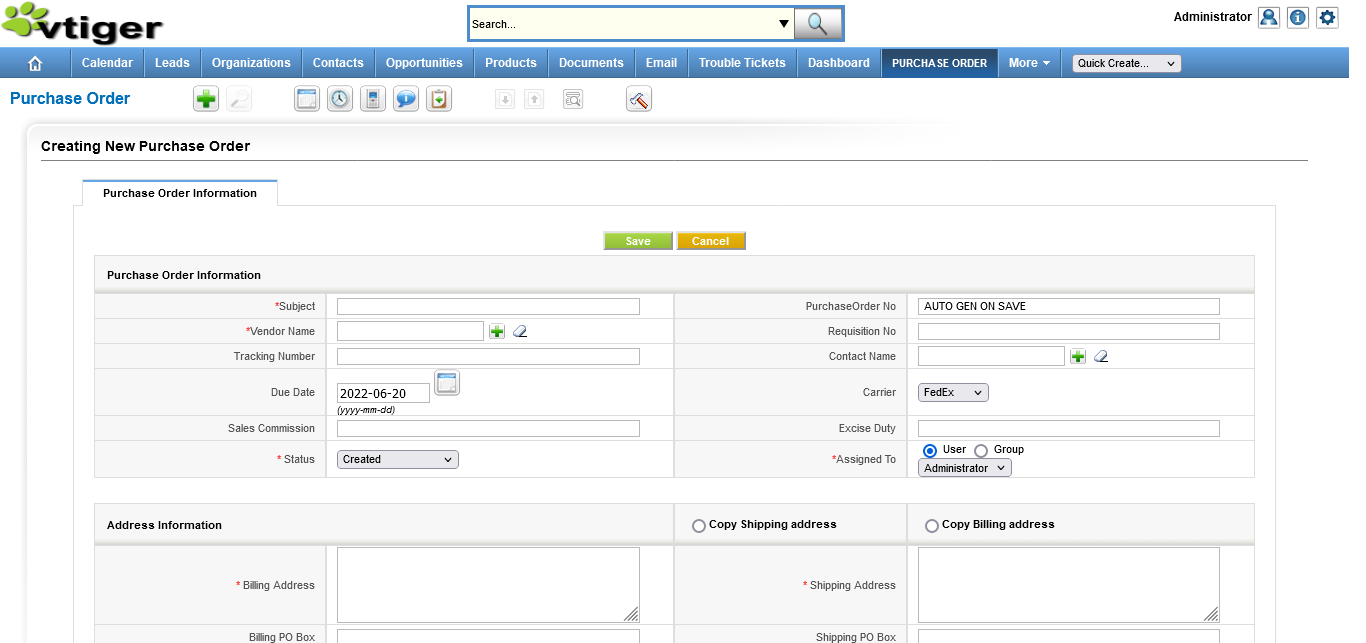 vtiger
Search...
Administrator
Calendar Leads Organizations Contacts Opportunities Products Documents Email Trouble Tickets Dashboard PURCHASE ORDER More Quick Create...
Purchase Order
Creating New Purchase Order
Purchase Order Information
Save Cancel
Purchase Order Information
*Subject PurchaseOrder No AUTO GEN ON SAVE
*Vendor Name Requisition No
Tracking Number Contact Name
Due Date 2022-06-20 Carrier FedEx
(yyyy-mm-dd)
Sales Commission Excise Duty
* Status Created *Assigned To User Group
Administrator
Address Information Copy Shipping address Copy Billing address
* Billing Address * Shipping Address
Billing PO Box Shipping PO Box